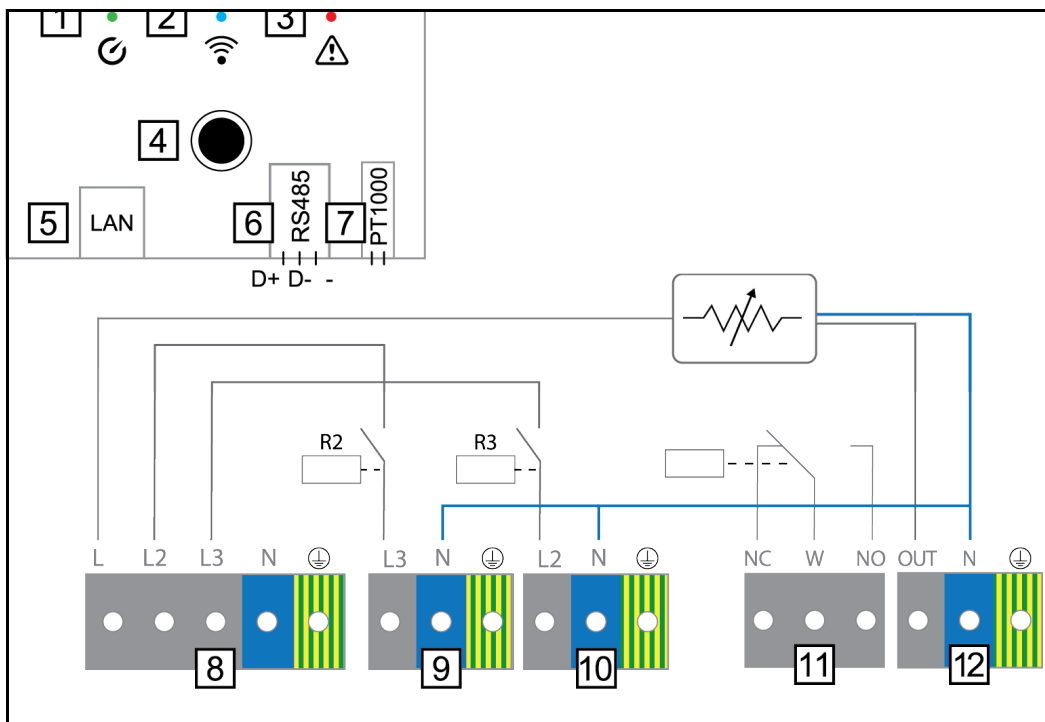 1 2 3
4
5 LAN 6 RS485 7 PT1000
D+ D- -
R2 R3
L L2 L3 N L3 N L2 N NC W NO OUT N
8 9 10 11 12